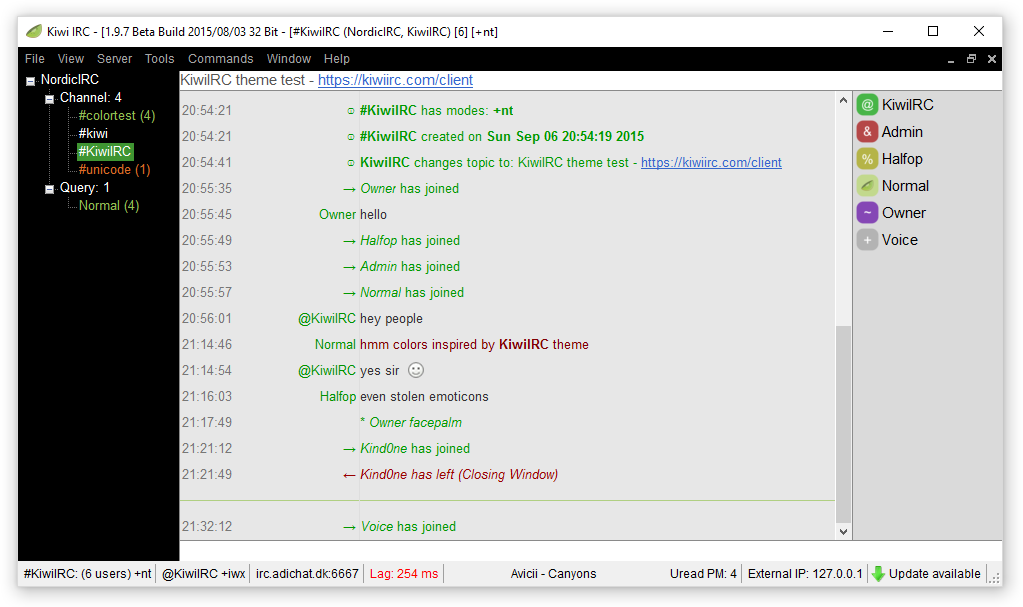 Kiwi IRC - [1.9.7 Beta Build 2015/08/03 32 Bit - [#KiwiIRC (NordicIRC, KiwiIRC) [6] [+nt]
File View Server Tools Commands Window Help
NordicIRC
Channel: 4
#colortest (4)
#kiwi
#KiwiIRC
#unicode (1)
Query: 1
Normal (4)
KiwiIRC theme test - https://kiwiirc.com/client
20:54:21 ☺ #KiwiIRC has modes: +nt
20:54:21 ☺ #KiwiIRC created on Sun Sep 06 20:54:19 2015
20:54:41 ☺ KiwiIRC changes topic to: KiwiIRC theme test - https://kiwiirc.com/client
20:55:35 → Owner has joined
20:55:45 Owner hello
20:55:49 → Halfop has joined
20:55:53 → Admin has joined
20:55:57 → Normal has joined
20:56:01 @KiwiIRC hey people
21:14:46 Normal hmm colors inspired by KiwiIRC theme
21:14:54 @KiwiIRC yes sir
21:16:03 Halfop even stolen emoticons
21:17:49 * Owner facepalm
21:21:12 → Kind0ne has joined
21:21:49 ← Kind0ne has left (Closing Window)
21:32:12 → Voice has joined
@ KiwiIRC
& Admin
% Halfop
Normal
~ Owner
+ Voice
#KiwiIRC: (6 users) +nt @KiwiIRC +iwx irc.adichat.dk:6667 Lag: 254 ms Avicii - Canyons Uread PM: 4 External IP: 127.0.0.1 Update available